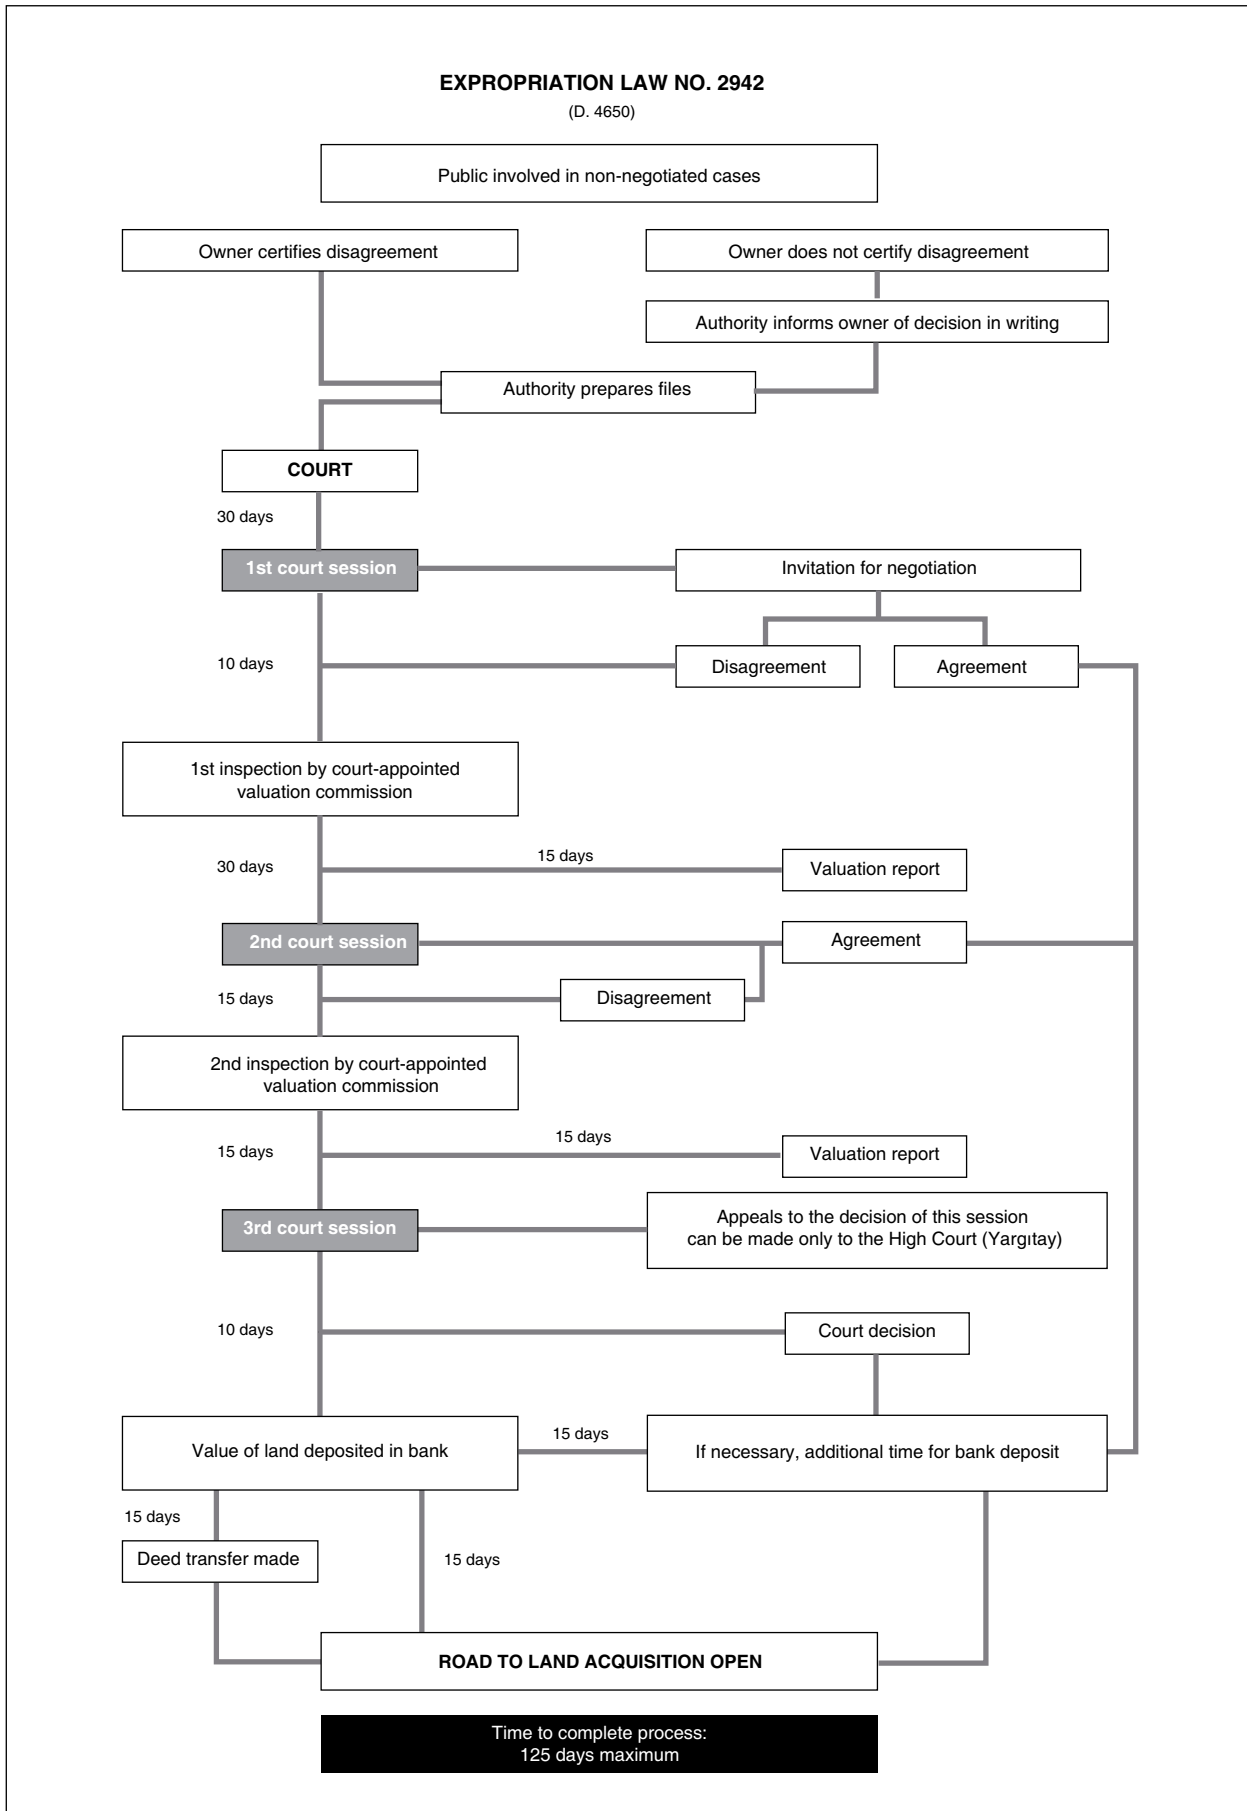 EXPROPRIATION LAW NO. 2942
(D. 4650)
Public involved in non-negotiated cases
Owner certifies disagreement
Owner does not certify disagreement
Authority informs owner of decision in writing
Authority prepares files
COURT
30 days
1st court session
Invitation for negotiation
10 days
Disagreement
Agreement
1st inspection by court-appointed
valuation commission
15 days
30 days
Valuation report
2nd court session
Agreement
15 days
Disagreement
2nd inspection by court-appointed
valuation commission
15 days
15 days
Valuation report
3rd court session
Appeals to the decision of this session
can be made only to the High Court (Yargıtay)
10 days
Court decision
Value of land deposited in bank
15 days
If necessary, additional time for bank deposit
15 days
Deed transfer made
15 days
ROAD TO LAND ACQUISITION OPEN
Time to complete process:
125 days maximum